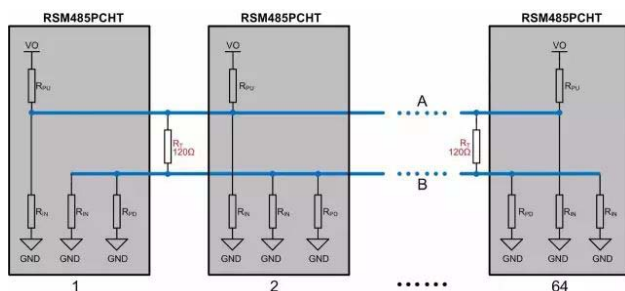 RSM485PCHT RSM485PCHT RSM485PCHT
VO VO VO
RPU RPU RPU
A
RT
120Ω
RT
120Ω
B
RIN RIN RPD RIN RIN RPD RPD RIN RIN
GND GND GND GND GND GND GND GND GND
1 2 ...... 64